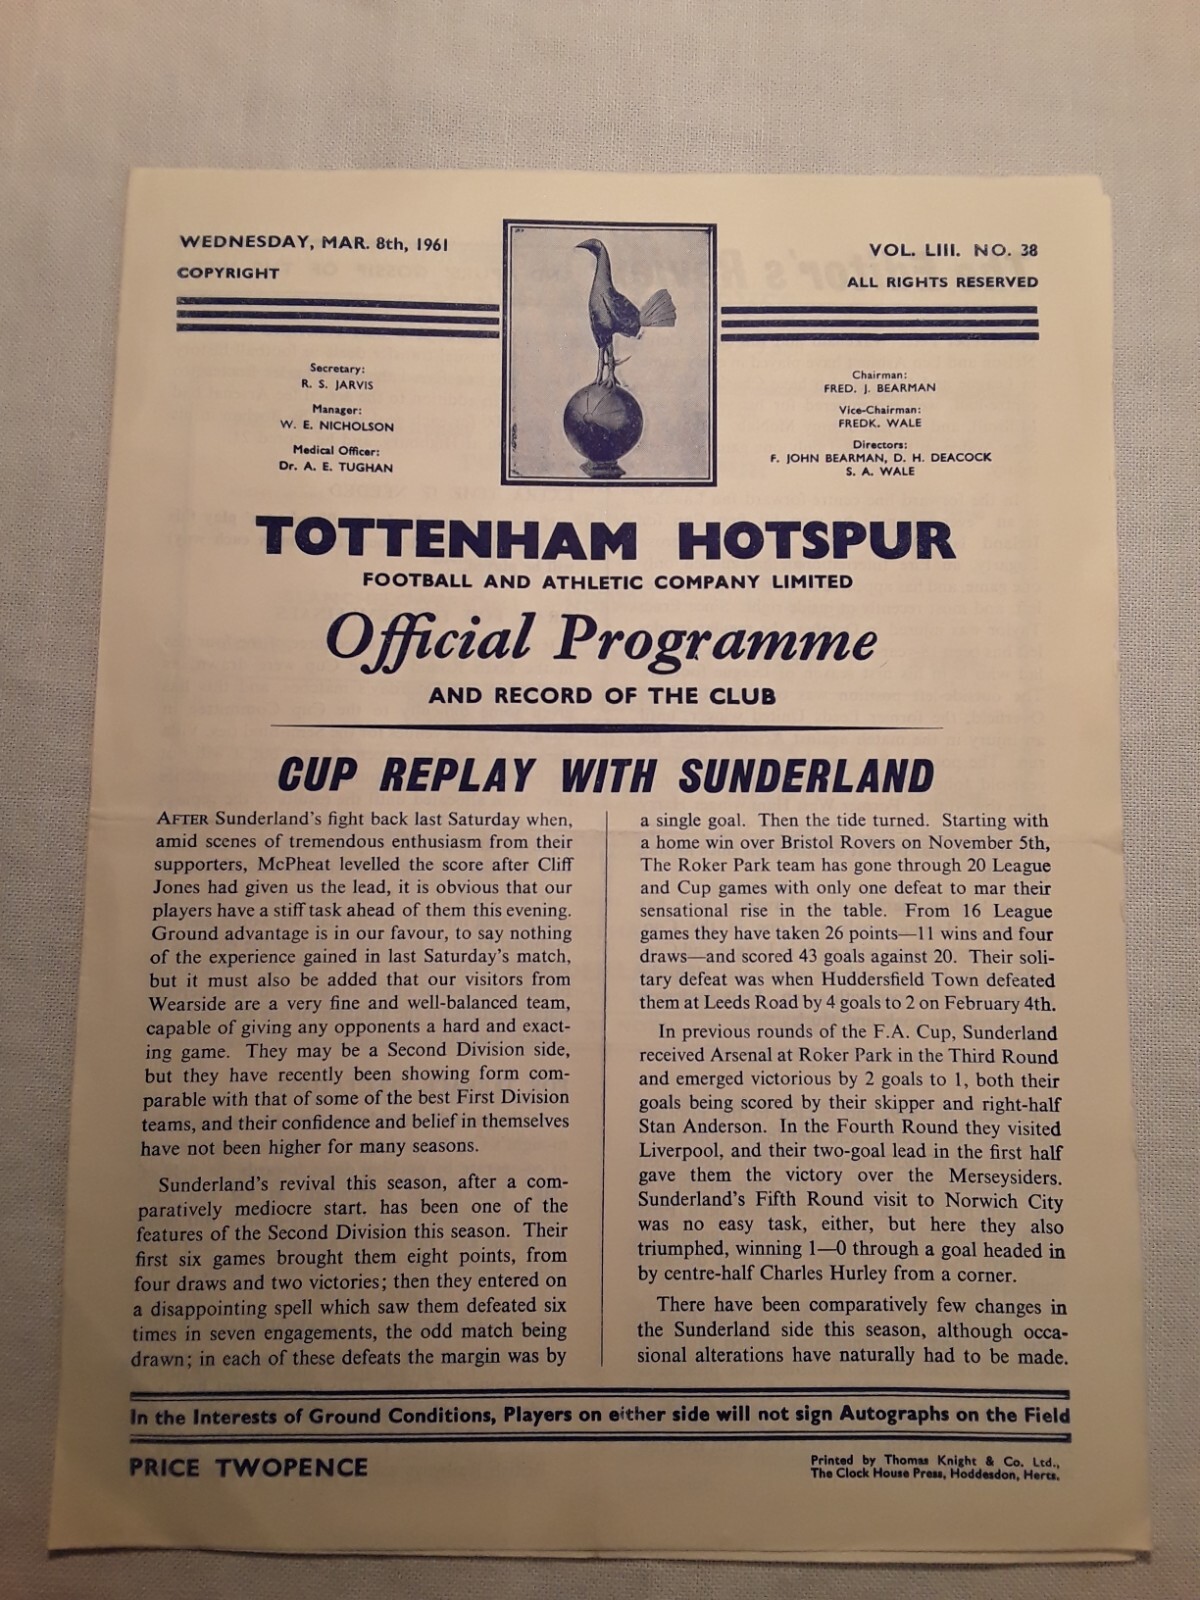 WEDNESDAY, MAR. 8th, 1961
COPYRIGHT
VOL. LIII. NO. 38
ALL RIGHTS RESERVED
Secretary:
R. S. JARVIS
Manager:
W. E. NICHOLSON
Medical Officer:
Dr. A. E. TUGHAN
Chairman:
FRED. J. BEARMAN
Vice-Chairman:
FREDK. WALE
Directors:
F. JOHN BEARMAN, D. H. DEACOCK
S. A. WALE
TOTTENHAM HOTSPUR
FOOTBALL AND ATHLETIC COMPANY LIMITED
Official Programme
AND RECORD OF THE CLUB
CUP REPLAY WITH SUNDERLAND
AFTER Sunderland's fight back last Saturday when,
amid scenes of tremendous enthusiasm from their
supporters, McPheat levelled the score after Cliff
Jones had given us the lead, it is obvious that our
players have a stiff task ahead of them this evening.
Ground advantage is in our favour, to say nothing
of the experience gained in last Saturday's match,
but it must also be added that our visitors from
Wearside are a very fine and well-balanced team,
capable of giving any opponents a hard and exact-
ing game. They may be a Second Division side,
but they have recently been showing form com-
parable with that of some of the best First Division
teams, and their confidence and belief in themselves
have not been higher for many seasons.
Sunderland's revival this season, after a com-
paratively mediocre start. has been one of the
features of the Second Division this season. Their
first six games brought them eight points, from
four draws and two victories; then they entered on
a disappointing spell which saw them defeated six
times in seven engagements, the odd match being
drawn; in each of these defeats the margin was by
a single goal. Then the tide turned. Starting with
a home win over Bristol Rovers on November 5th,
The Roker Park team has gone through 20 League
and Cup games with only one defeat to mar their
sensational rise in the table. From 16 League
games they have taken 26 points—11 wins and four
draws—and scored 43 goals against 20. Their soli-
tary defeat was when Huddersfield Town defeated
them at Leeds Road by 4 goals to 2 on February 4th.
In previous rounds of the F.A. Cup, Sunderland
received Arsenal at Roker Park in the Third Round
and emerged victorious by 2 goals to 1, both their
goals being scored by their skipper and right-half
Stan Anderson. In the Fourth Round they visited
Liverpool, and their two-goal lead in the first half
gave them the victory over the Merseysiders.
Sunderland's Fifth Round visit to Norwich City
was no easy task, either, but here they also
triumphed, winning 1—0 through a goal headed in
by centre-half Charles Hurley from a corner.
There have been comparatively few changes in
the Sunderland side this season, although occa-
sional alterations have naturally had to be made.
In the Interests of Ground Conditions, Players on either side will not sign Autographs on the Field
PRICE TWOPENCE
Printed by Thomas Knight & Co. Ltd.,
The Clock House Press, Hoddesdon, Herts.